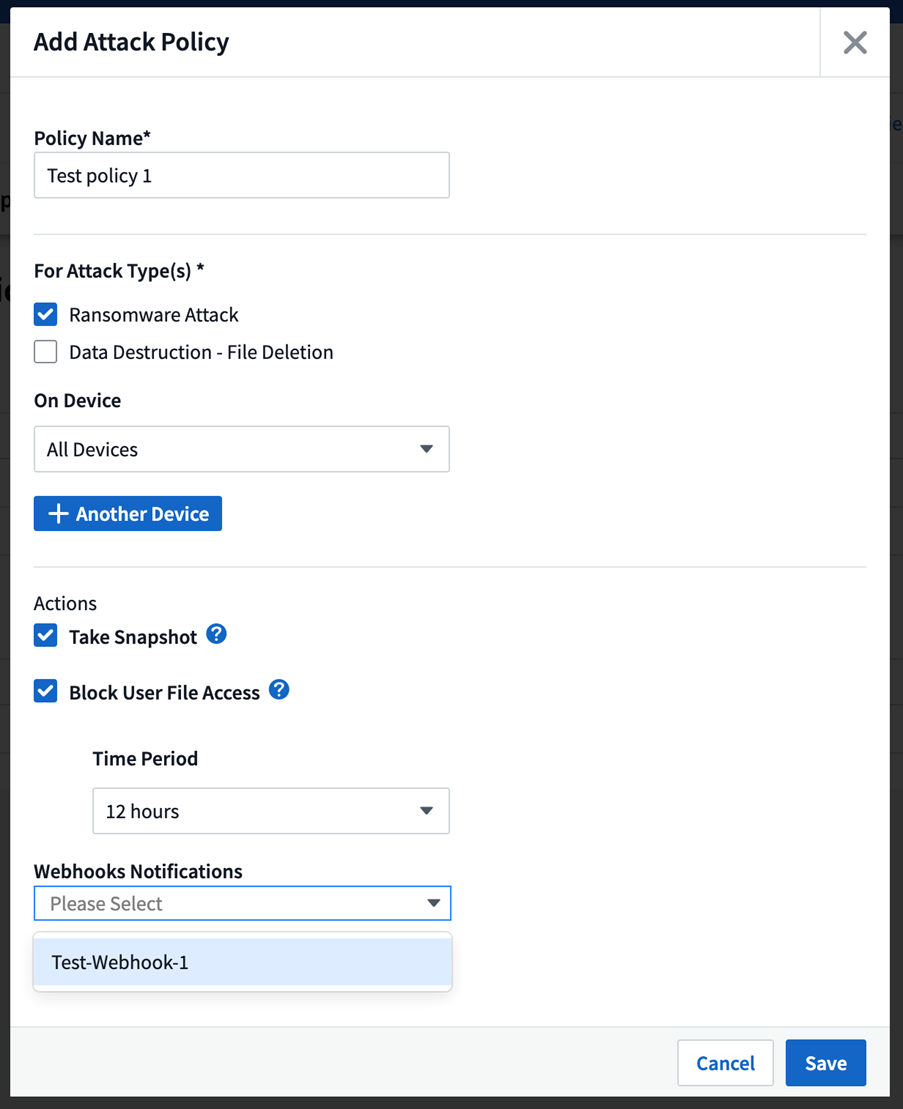 Add Attack Policy
Policy Name*
Test policy 1
For Attack Type(s) *
Ransomware Attack
Data Destruction - File Deletion
On Device
All Devices
Another Device
Actions
Take Snapshot ?
Block User File Access ?
Time Period
12 hours
Webhooks Notifications
Please Select
Test-Webhook-1
Cancel Save